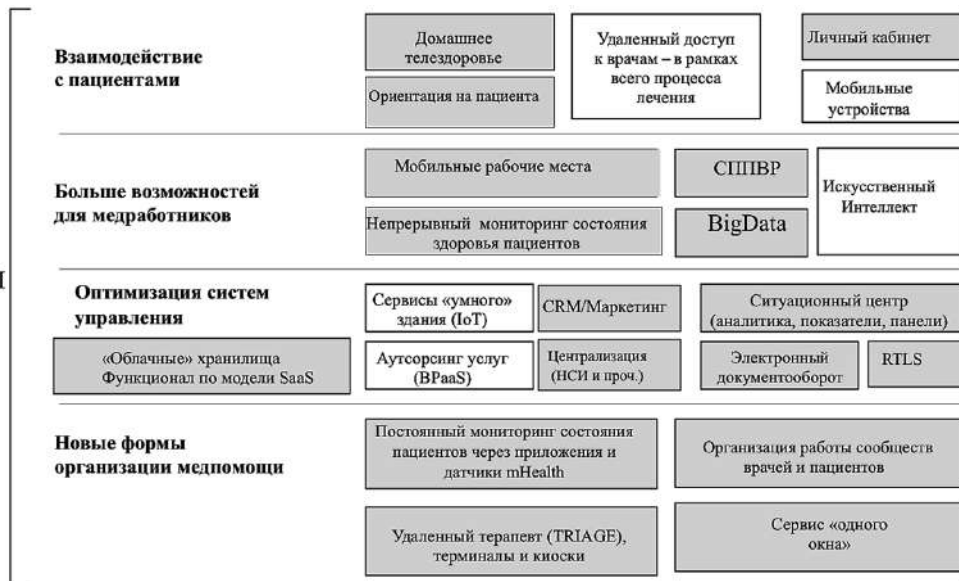 Взаимодействие
с пациентами
Домашнее
телездоровье
Ориентация на пациента
Удаленный доступ
к врачам – в рамках
всего процесса
лечения
Личный кабинет
Мобильные
устройства
Больше возможностей
для медработников
Мобильные рабочие места
Непрерывный мониторинг состояния
здоровья пациентов
СППВР
BigData
Искусственный
Интеллект
Оптимизация систем
управления
«Облачные» хранилища
Функционал по модели SaaS
Сервисы «умного»
здания (IoT)
CRM/Маркетинг
Ситуационный центр
(аналитика, показатели, панели)
Аутсорсинг услуг
(BPaaS)
Централизация
(НСИ и проч.)
Электронный
документооборот
RTLS
Новые формы
организации медпомощи
Постоянный мониторинг состояния
пациентов через приложения и
датчики mHealth
Организация работы сообществ
врачей и пациентов
Удаленный терапевт (TRIAGE),
терминалы и киоски
Сервис «одного
окна»